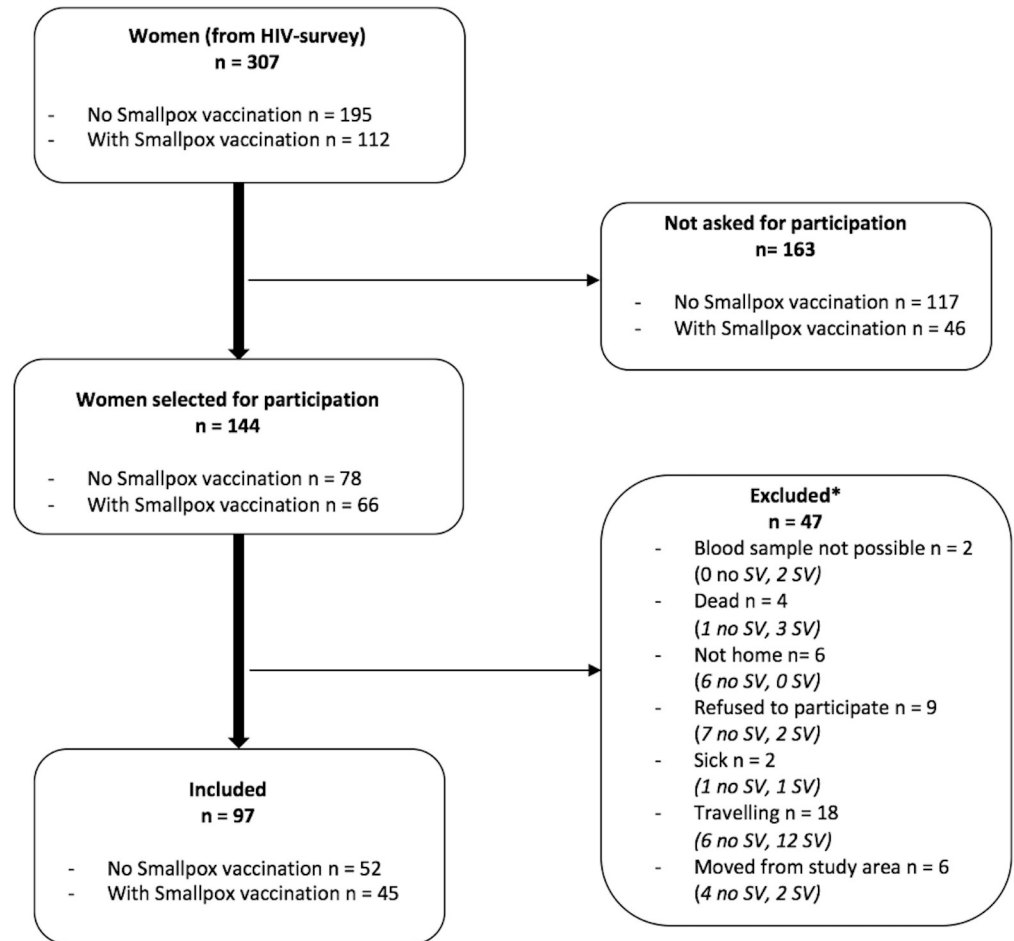 Women (from HIV-survey)
n = 307
- No Smallpox vaccination n = 195
- With Smallpox vaccination n = 112
Not asked for participation
n= 163
- No Smallpox vaccination n = 117
- With Smallpox vaccination n = 46
Women selected for participation
n = 144
- No Smallpox vaccination n = 78
- With Smallpox vaccination n = 66
Excluded*
n = 47
- Blood sample not possible n = 2
(0 no SV, 2 SV)
- Dead n = 4
(1 no SV, 3 SV)
- Not home n= 6
(6 no SV, 0 SV)
- Refused to participate n = 9
(7 no SV, 2 SV)
- Sick n = 2
(1 no SV, 1 SV)
- Travelling n = 18
(6 no SV, 12 SV)
- Moved from study area n = 6
(4 no SV, 2 SV)
Included
n = 97
- No Smallpox vaccination n = 52
- With Smallpox vaccination n = 45